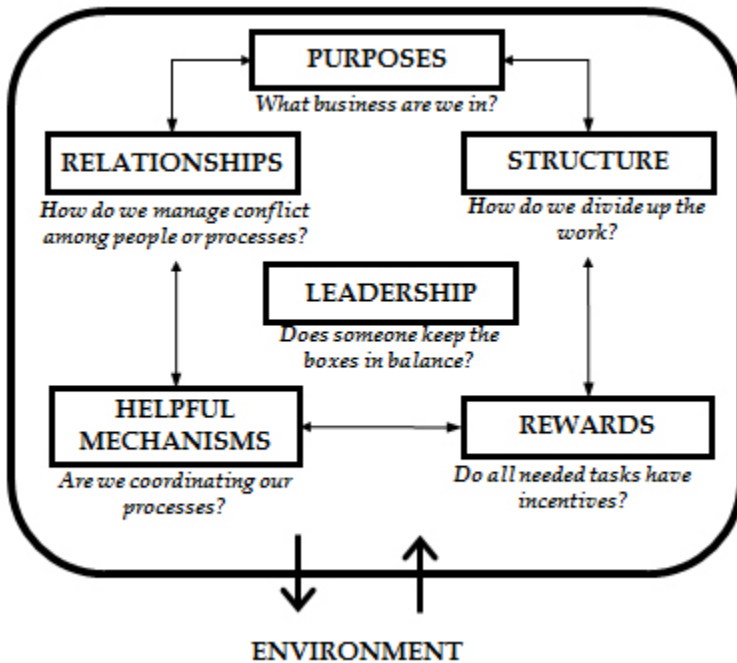 PURPOSES
What business are we in?
RELATIONSHIPS
How do we manage conflict
among people or processes?
STRUCTURE
How do we divide up the
work?
LEADERSHIP
Does someone keep the
boxes in balance?
HELPFUL
MECHANISMS
Are we coordinating our
processes?
REWARDS
Do all needed tasks have
incentives?
ENVIRONMENT